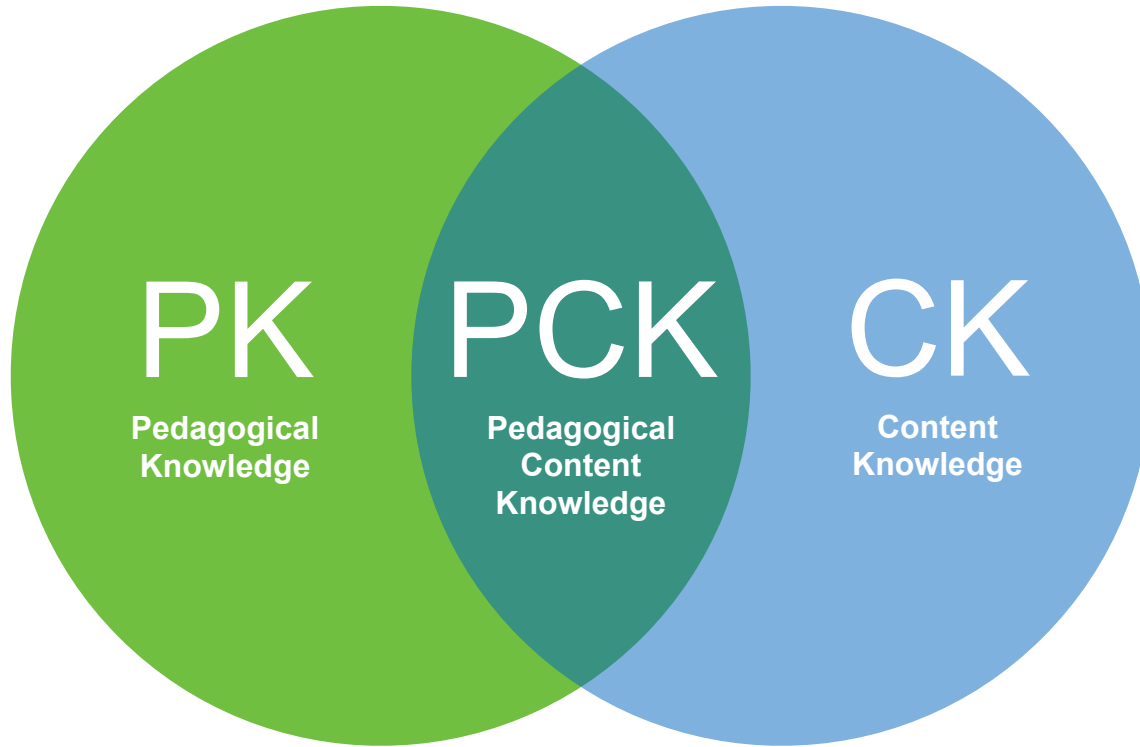 PK
Pedagogical
Knowledge
PCK
Pedagogical
Content
Knowledge
CK
Content
Knowledge